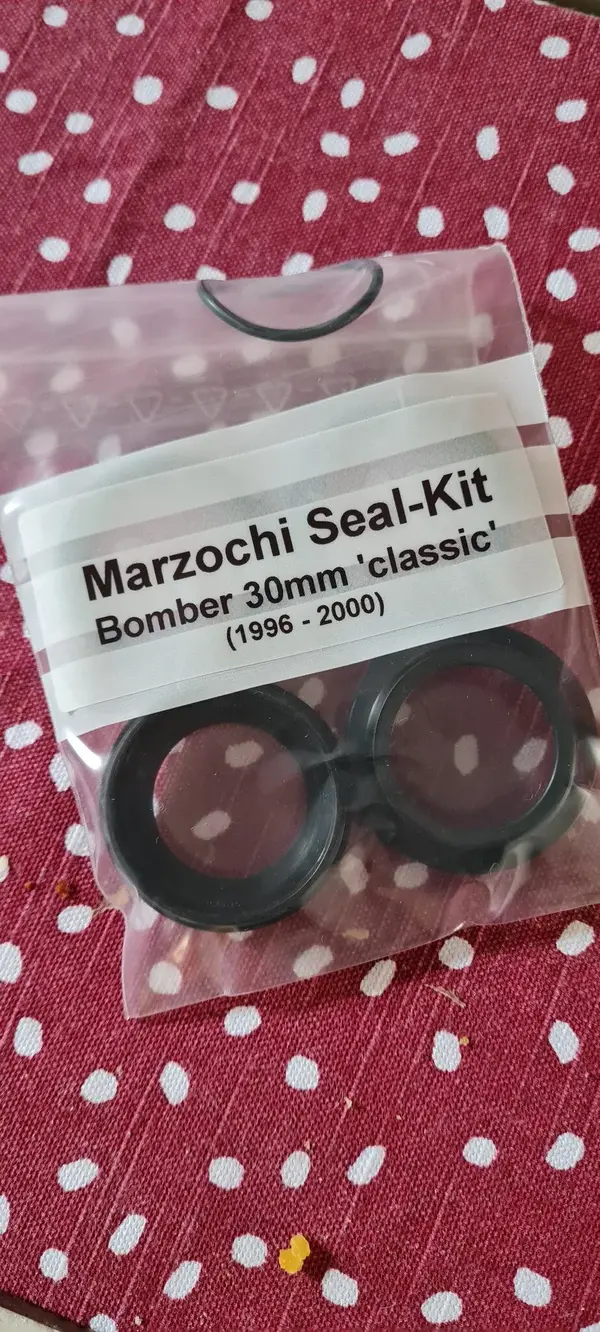 Marzochi Seal-Kit
Bomber 30mm 'classic'
(1996 - 2000)